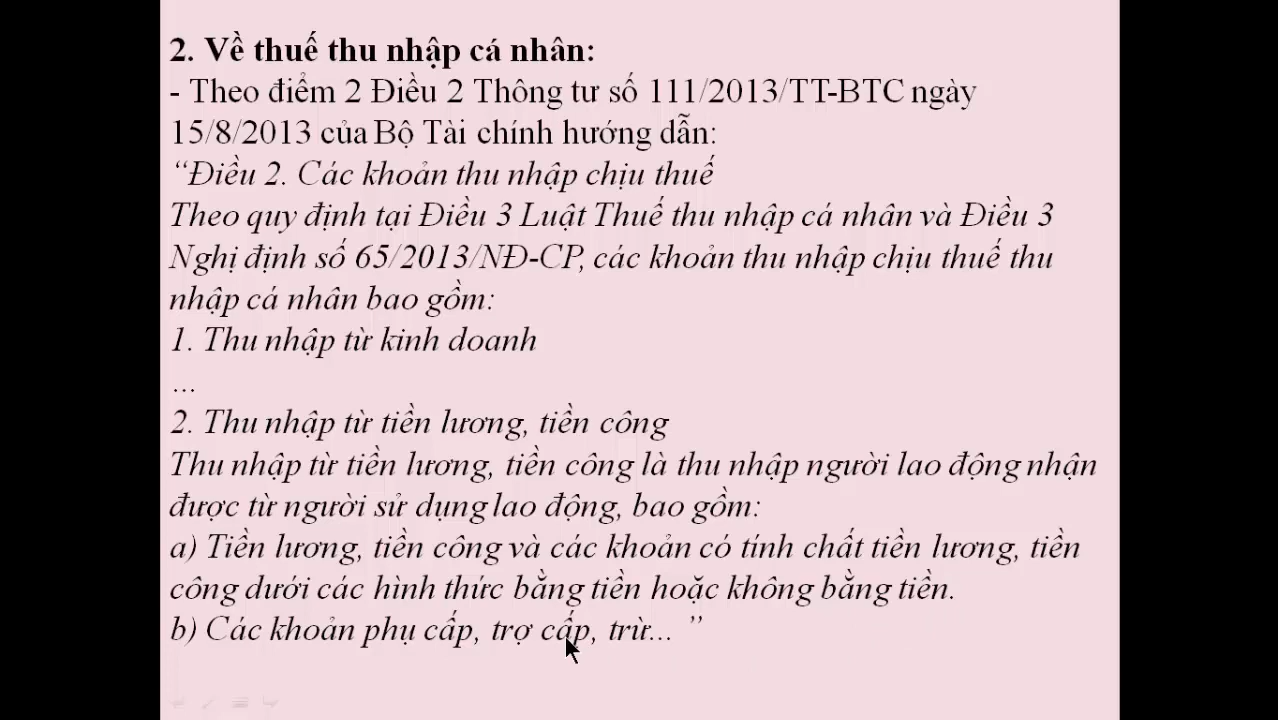 2. Về thuế thu nhập cá nhân:
- Theo điểm 2 Điều 2 Thông tư số 111/2013/TT-BTC ngày
15/8/2013 của Bộ Tài chính hướng dẫn:
“Điều 2. Các khoản thu nhập chịu thuế
Theo quy định tại Điều 3 Luật Thuế thu nhập cá nhân và Điều 3
Nghị định số 65/2013/NĐ-CP, các khoản thu nhập chịu thuế thu
nhập cá nhân bao gồm:
1. Thu nhập từ kinh doanh
...
2. Thu nhập từ tiền lương, tiền công
Thu nhập từ tiền lương, tiền công là thu nhập người lao động nhận
được từ người sử dụng lao động, bao gồm:
a) Tiền lương, tiền công và các khoản có tính chất tiền lương, tiền
công dưới các hình thức bằng tiền hoặc không bằng tiền.
b) Các khoản phụ cấp, trợ cấp, trừ... ”